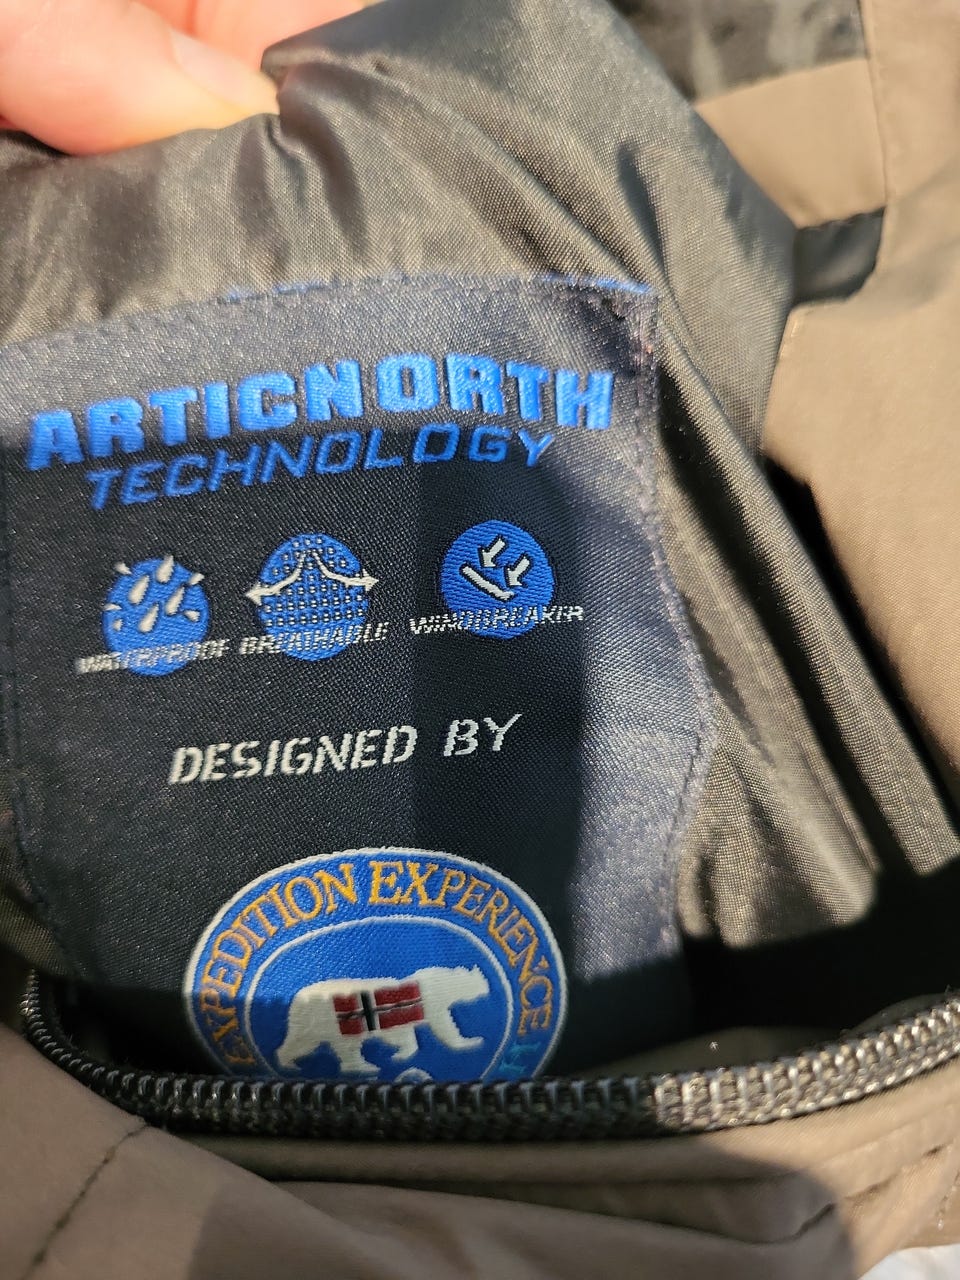 ARTICNORTH
TECHNOLOGY
WATERPROOF BREATHABLE WINDBREAKER
DESIGNED BY
EXPEDITION EXPERIENCE